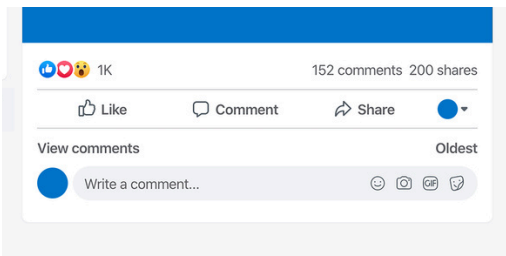 1K 152 comments 200 shares
Like Comment Share
View comments Oldest
Write a comment... GIF